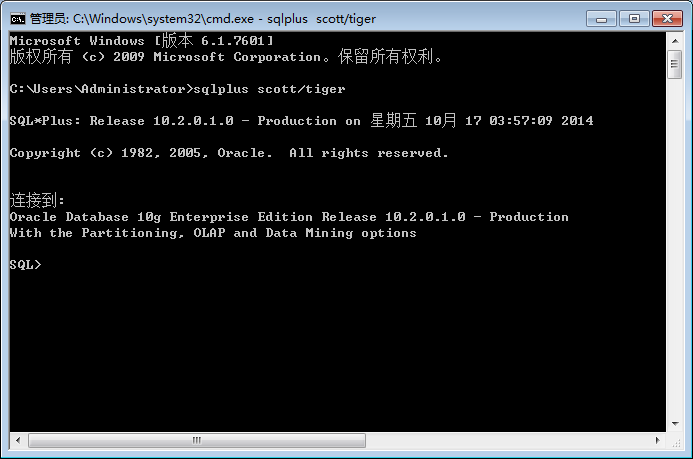 管理员: C:\Windows\system32\cmd.exe - sqlplus  scott/tiger
Microsoft Windows [版本 6.1.7601]
版权所有 (c) 2009 Microsoft Corporation。保留所有权利。
C:\Users\Administrator>sqlplus scott/tiger
SQL*Plus: Release 10.2.0.1.0 - Production on 星期五 10月 17 03:57:09 2014
Copyright (c) 1982, 2005, Oracle.  All rights reserved.
连接到:
Oracle Database 10g Enterprise Edition Release 10.2.0.1.0 - Production
With the Partitioning, OLAP and Data Mining options
SQL>